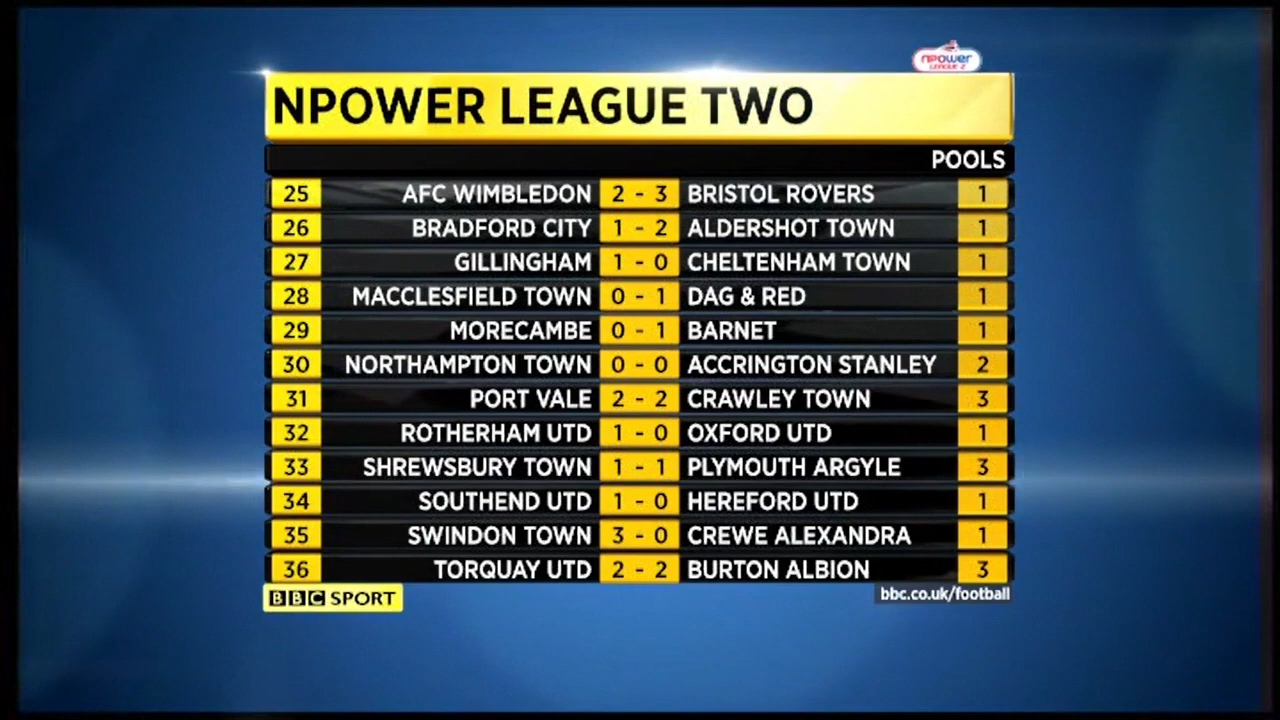 npower
LEAGUE 2
NPOWER LEAGUE TWO
POOLS
25 AFC WIMBLEDON 2 - 3 BRISTOL ROVERS 1
26 BRADFORD CITY 1 - 2 ALDERSHOT TOWN 1
27 GILLINGHAM 1 - 0 CHELTENHAM TOWN 1
28 MACCLESFIELD TOWN 0 - 1 DAG & RED 1
29 MORECAMBE 0 - 1 BARNET 1
30 NORTHAMPTON TOWN 0 - 0 ACCRINGTON STANLEY 2
31 PORT VALE 2 - 2 CRAWLEY TOWN 3
32 ROTHERHAM UTD 1 - 0 OXFORD UTD 1
33 SHREWSBURY TOWN 1 - 1 PLYMOUTH ARGYLE 3
34 SOUTHEND UTD 1 - 0 HEREFORD UTD 1
35 SWINDON TOWN 3 - 0 CREWE ALEXANDRA 1
36 TORQUAY UTD 2 - 2 BURTON ALBION 3
BBC SPORT bbc.co.uk/football